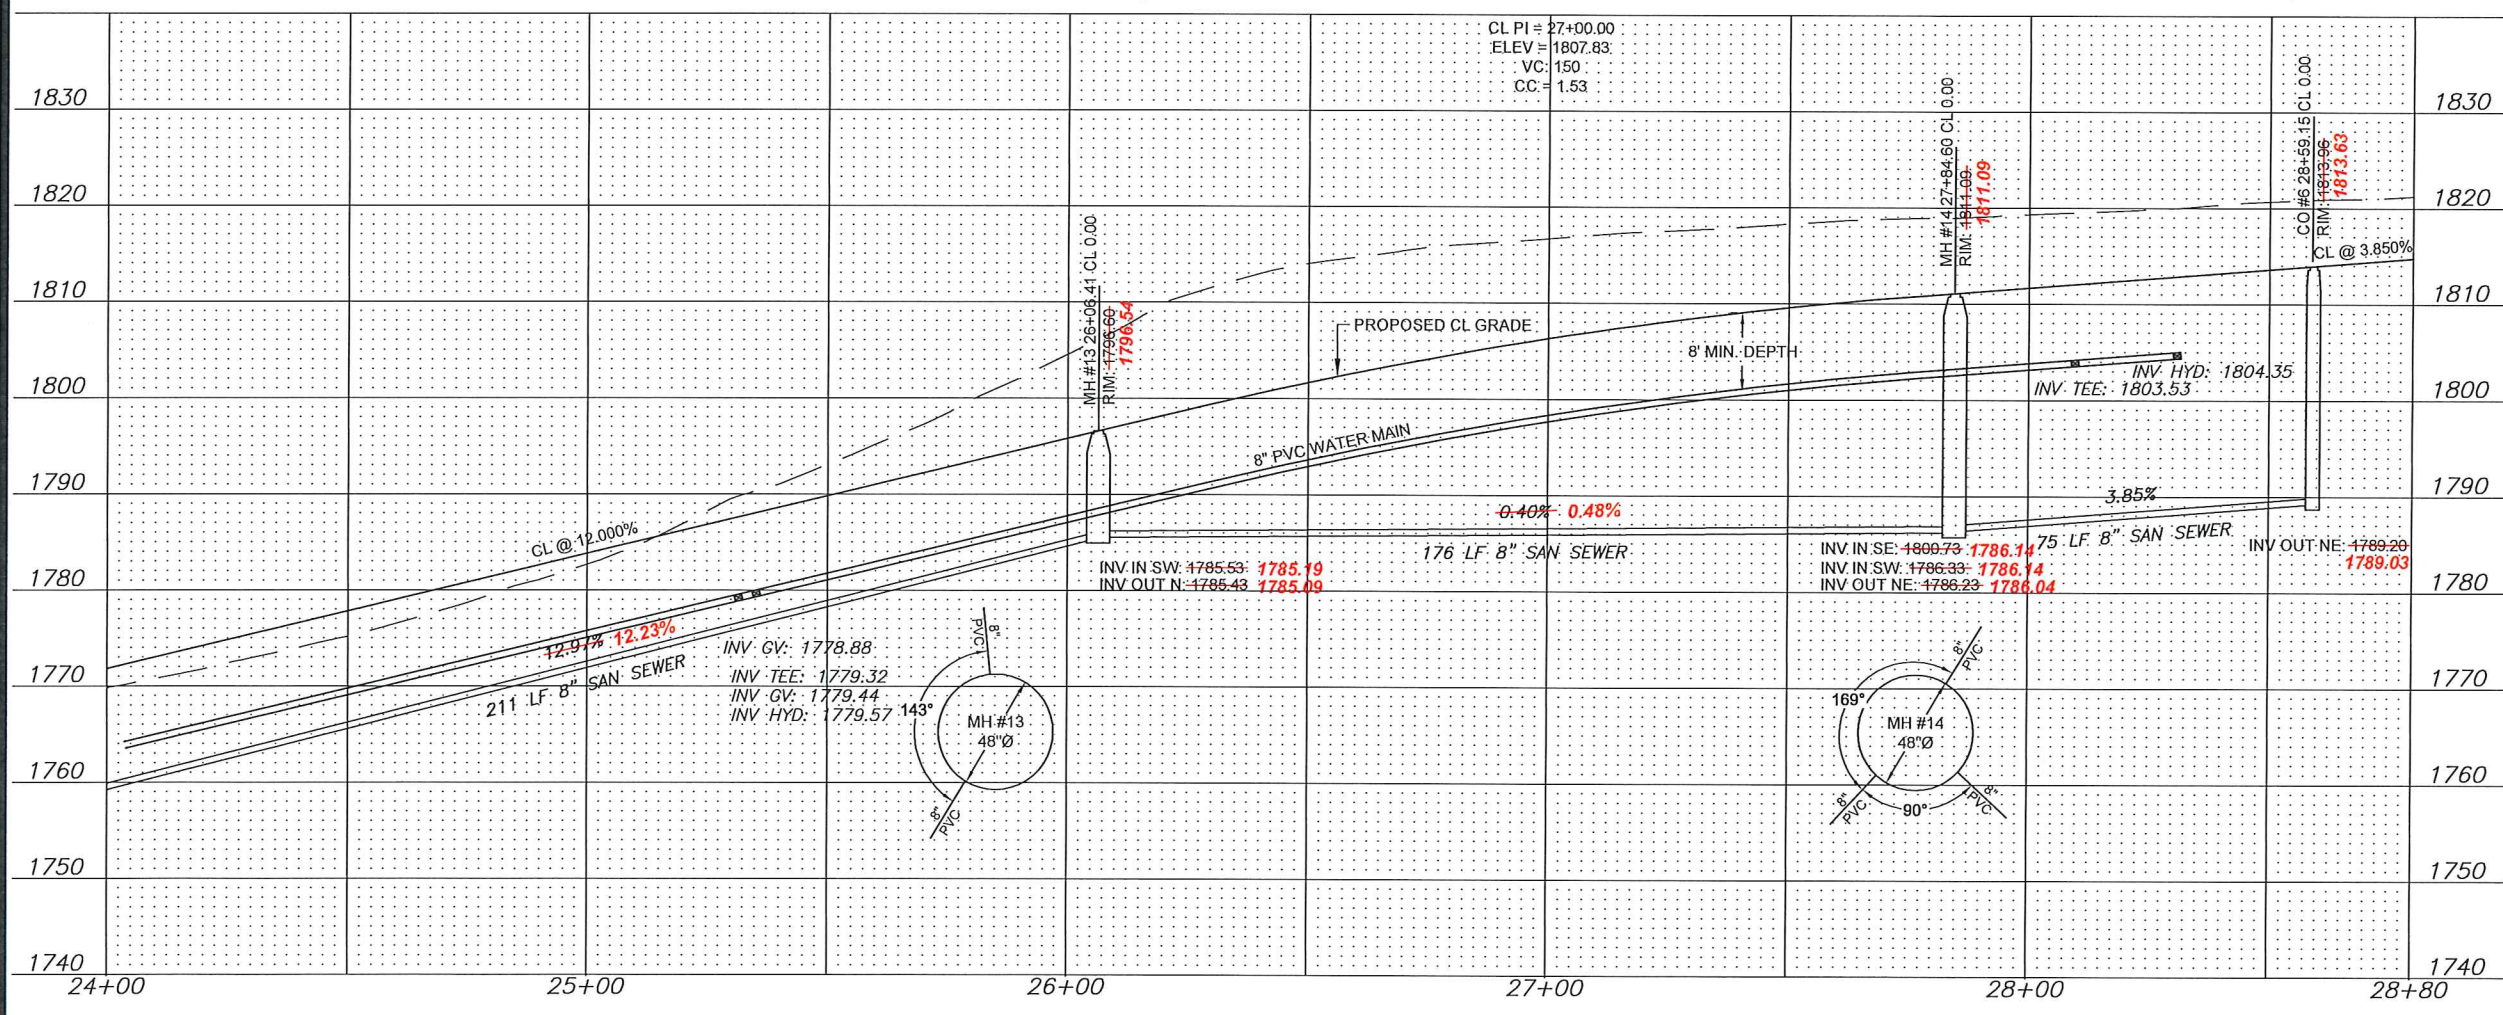 CL PI = 27+00.00
ELEV = 1807.83
VC: 150
CC = 1.53
1830
1830
1820
1820
1810
1810
1800
1800
1790
1790
1780
1780
1770
1770
1760
1760
1750
1750
1740
1740
MH #13 26+06.41 CL 0.00
RIM: 1796.60
1796.54
MH #14 27+84.60 CL 0.00
RIM: 1811.09
1811.09
CO #6 28+59.15 CL 0.00
RIM: 1813.96
1813.63
CL @ 3.850%
PROPOSED CL GRADE
8' MIN. DEPTH
INV HYD: 1804.35
INV TEE: 1803.53
8" PVC WATER MAIN
CL @ 12.000%
0.40% 0.48%
176 LF 8" SAN SEWER
3.85%
75 LF 8" SAN SEWER
INV IN SW: 1785.53 1785.19
INV OUT N: 1785.43 1785.09
INV IN SE: 1800.73 1786.14
INV IN SW: 1786.33 1786.14
INV OUT NE: 1786.23 1786.04
INV OUT NE: 1789.20
1789.03
12.97% 12.23%
211 LF 8" SAN SEWER
INV GV: 1778.88
INV TEE: 1779.32
INV GV: 1779.44
INV HYD: 1779.57
8"
PVC
143°
MH #13
48"Ø
8"
PVC
8"
PVC
169°
MH #14
48"Ø
8"
PVC
90°
8"
PVC
24+00
25+00
26+00
27+00
28+00
28+80